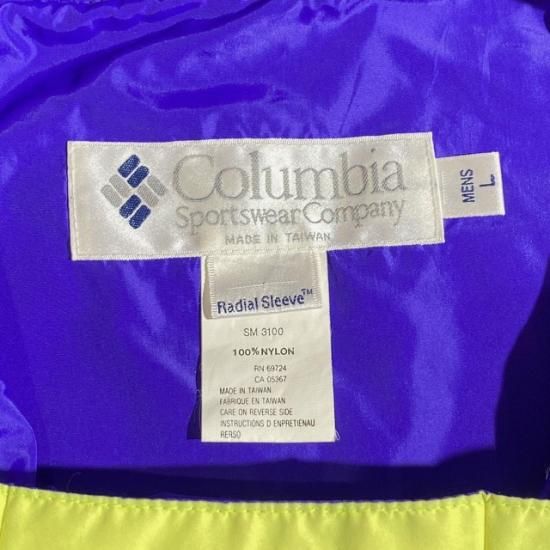 Columbia
Sportswear Company
MADE IN TAIWAN
MENS
L
Radial Sleeve™
SM 3100
100% NYLON
RN 69724
CA 05367
MADE IN TAIWAN
FABRIQUE EN TAIWAN
CARE ON REVERSE SIDE
INSTRUCTIONS D ENPRETIENAU
RERSO